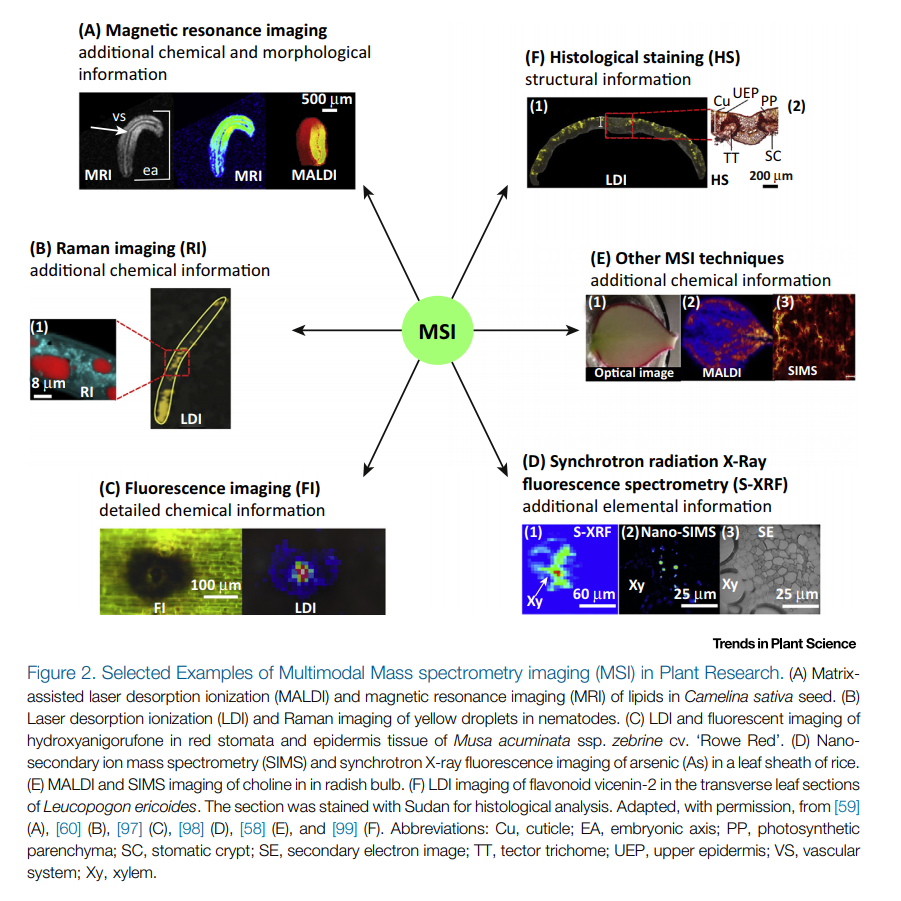 (A) Magnetic resonance imaging
additional chemical and morphological
information
500 μm
vs
ea
MRI
MRI
MALDI
(F) Histological staining (HS)
structural information
(1)
LDI
Cu
UEP
PP
(2)
TT
SC
HS
200 μm
(B) Raman imaging (RI)
additional chemical information
(1)
8 μm
RI
LDI
MSI
(E) Other MSI techniques
additional chemical information
(1)
(2)
(3)
Optical image
MALDI
SIMS
(C) Fluorescence imaging (FI)
detailed chemical information
100 μm
FI
LDI
(D) Synchrotron radiation X-Ray
fluorescence spectrometry (S-XRF)
additional elemental information
(1)
S-XRF
(2) Nano-SIMS
(3)
SE
Xy
60 μm
Xy
25 μm
Xy
25 μm
Trends in Plant Science
Figure 2. Selected Examples of Multimodal Mass spectrometry imaging (MSI) in Plant Research. (A) Matrix-
assisted laser desorption ionization (MALDI) and magnetic resonance imaging (MRI) of lipids in Camelina sativa seed. (B)
Laser desorption ionization (LDI) and Raman imaging of yellow droplets in nematodes. (C) LDI and fluorescent imaging of
hydroxyanigorufone in red stomata and epidermis tissue of Musa acuminata ssp. zebrine cv. ‘Rowe Red’. (D) Nano-
secondary ion mass spectrometry (SIMS) and synchrotron X-ray fluorescence imaging of arsenic (As) in a leaf sheath of rice.
(E) MALDI and SIMS imaging of choline in in radish bulb. (F) LDI imaging of flavonoid vicenin-2 in the transverse leaf sections
of Leucopogon ericoides. The section was stained with Sudan for histological analysis. Adapted, with permission, from [59]
(A), [60] (B), [97] (C), [98] (D), [58] (E), and [99] (F). Abbreviations: Cu, cuticle; EA, embryonic axis; PP, photosynthetic
parenchyma; SC, stomatic crypt; SE, secondary electron image; TT, tector trichome; UEP, upper epidermis; VS, vascular
system; Xy, xylem.